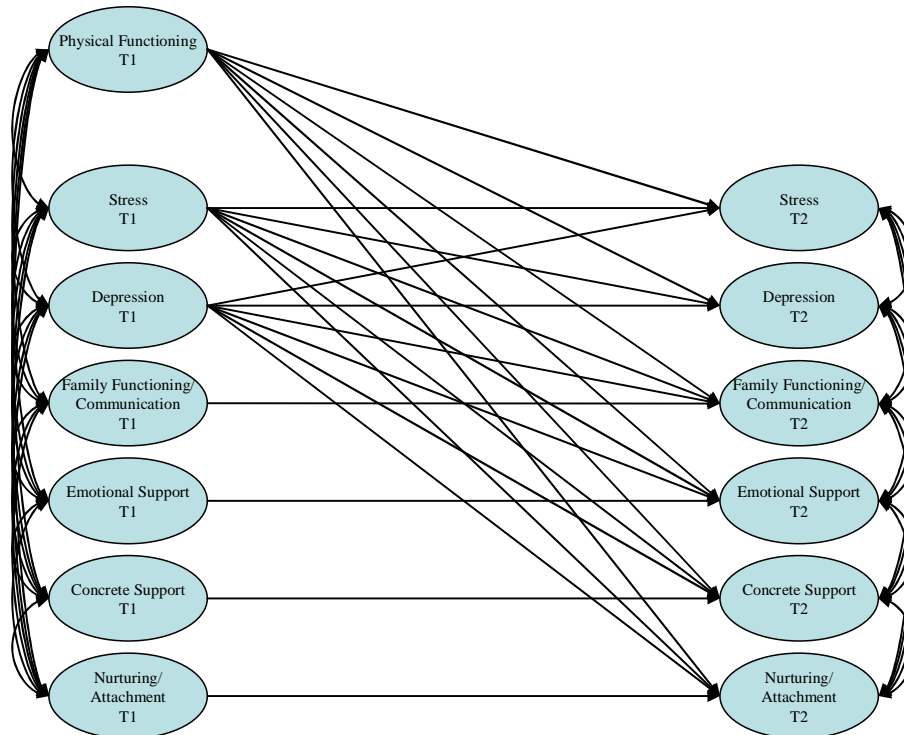 Physical Functioning
T1
Stress
T1
Stress
T2
Depression
T1
Depression
T2
Family Functioning/
Communication
T1
Family Functioning/
Communication
T2
Emotional Support
T1
Emotional Support
T2
Concrete Support
T1
Concrete Support
T2
Nurturing/
Attachment
T1
Nurturing/
Attachment
T2